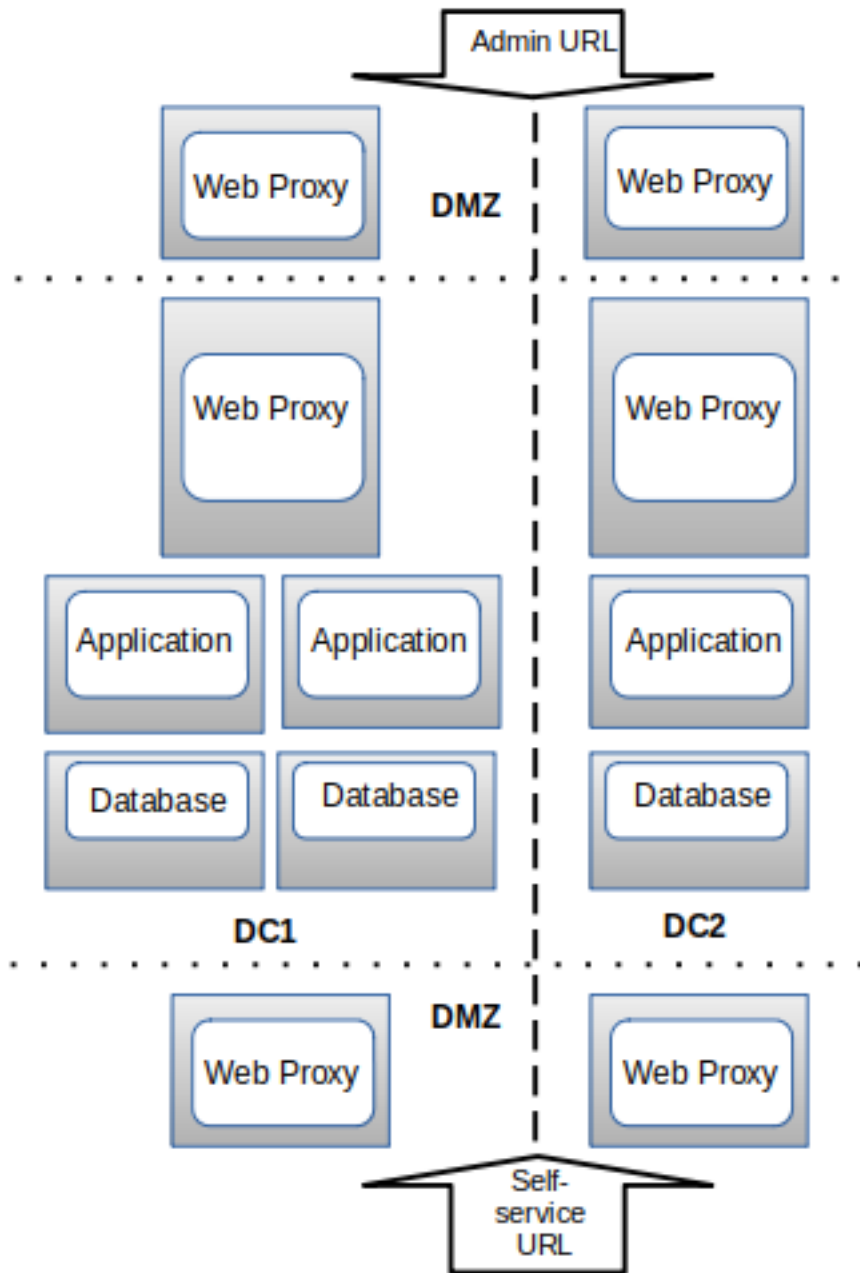 Admin URL
Web Proxy
Web Proxy
DMZ
Web Proxy
Web Proxy
Application
Application
Application
Database
Database
Database
DC1
DC2
DMZ
Web Proxy
Web Proxy
Self-
service
URL